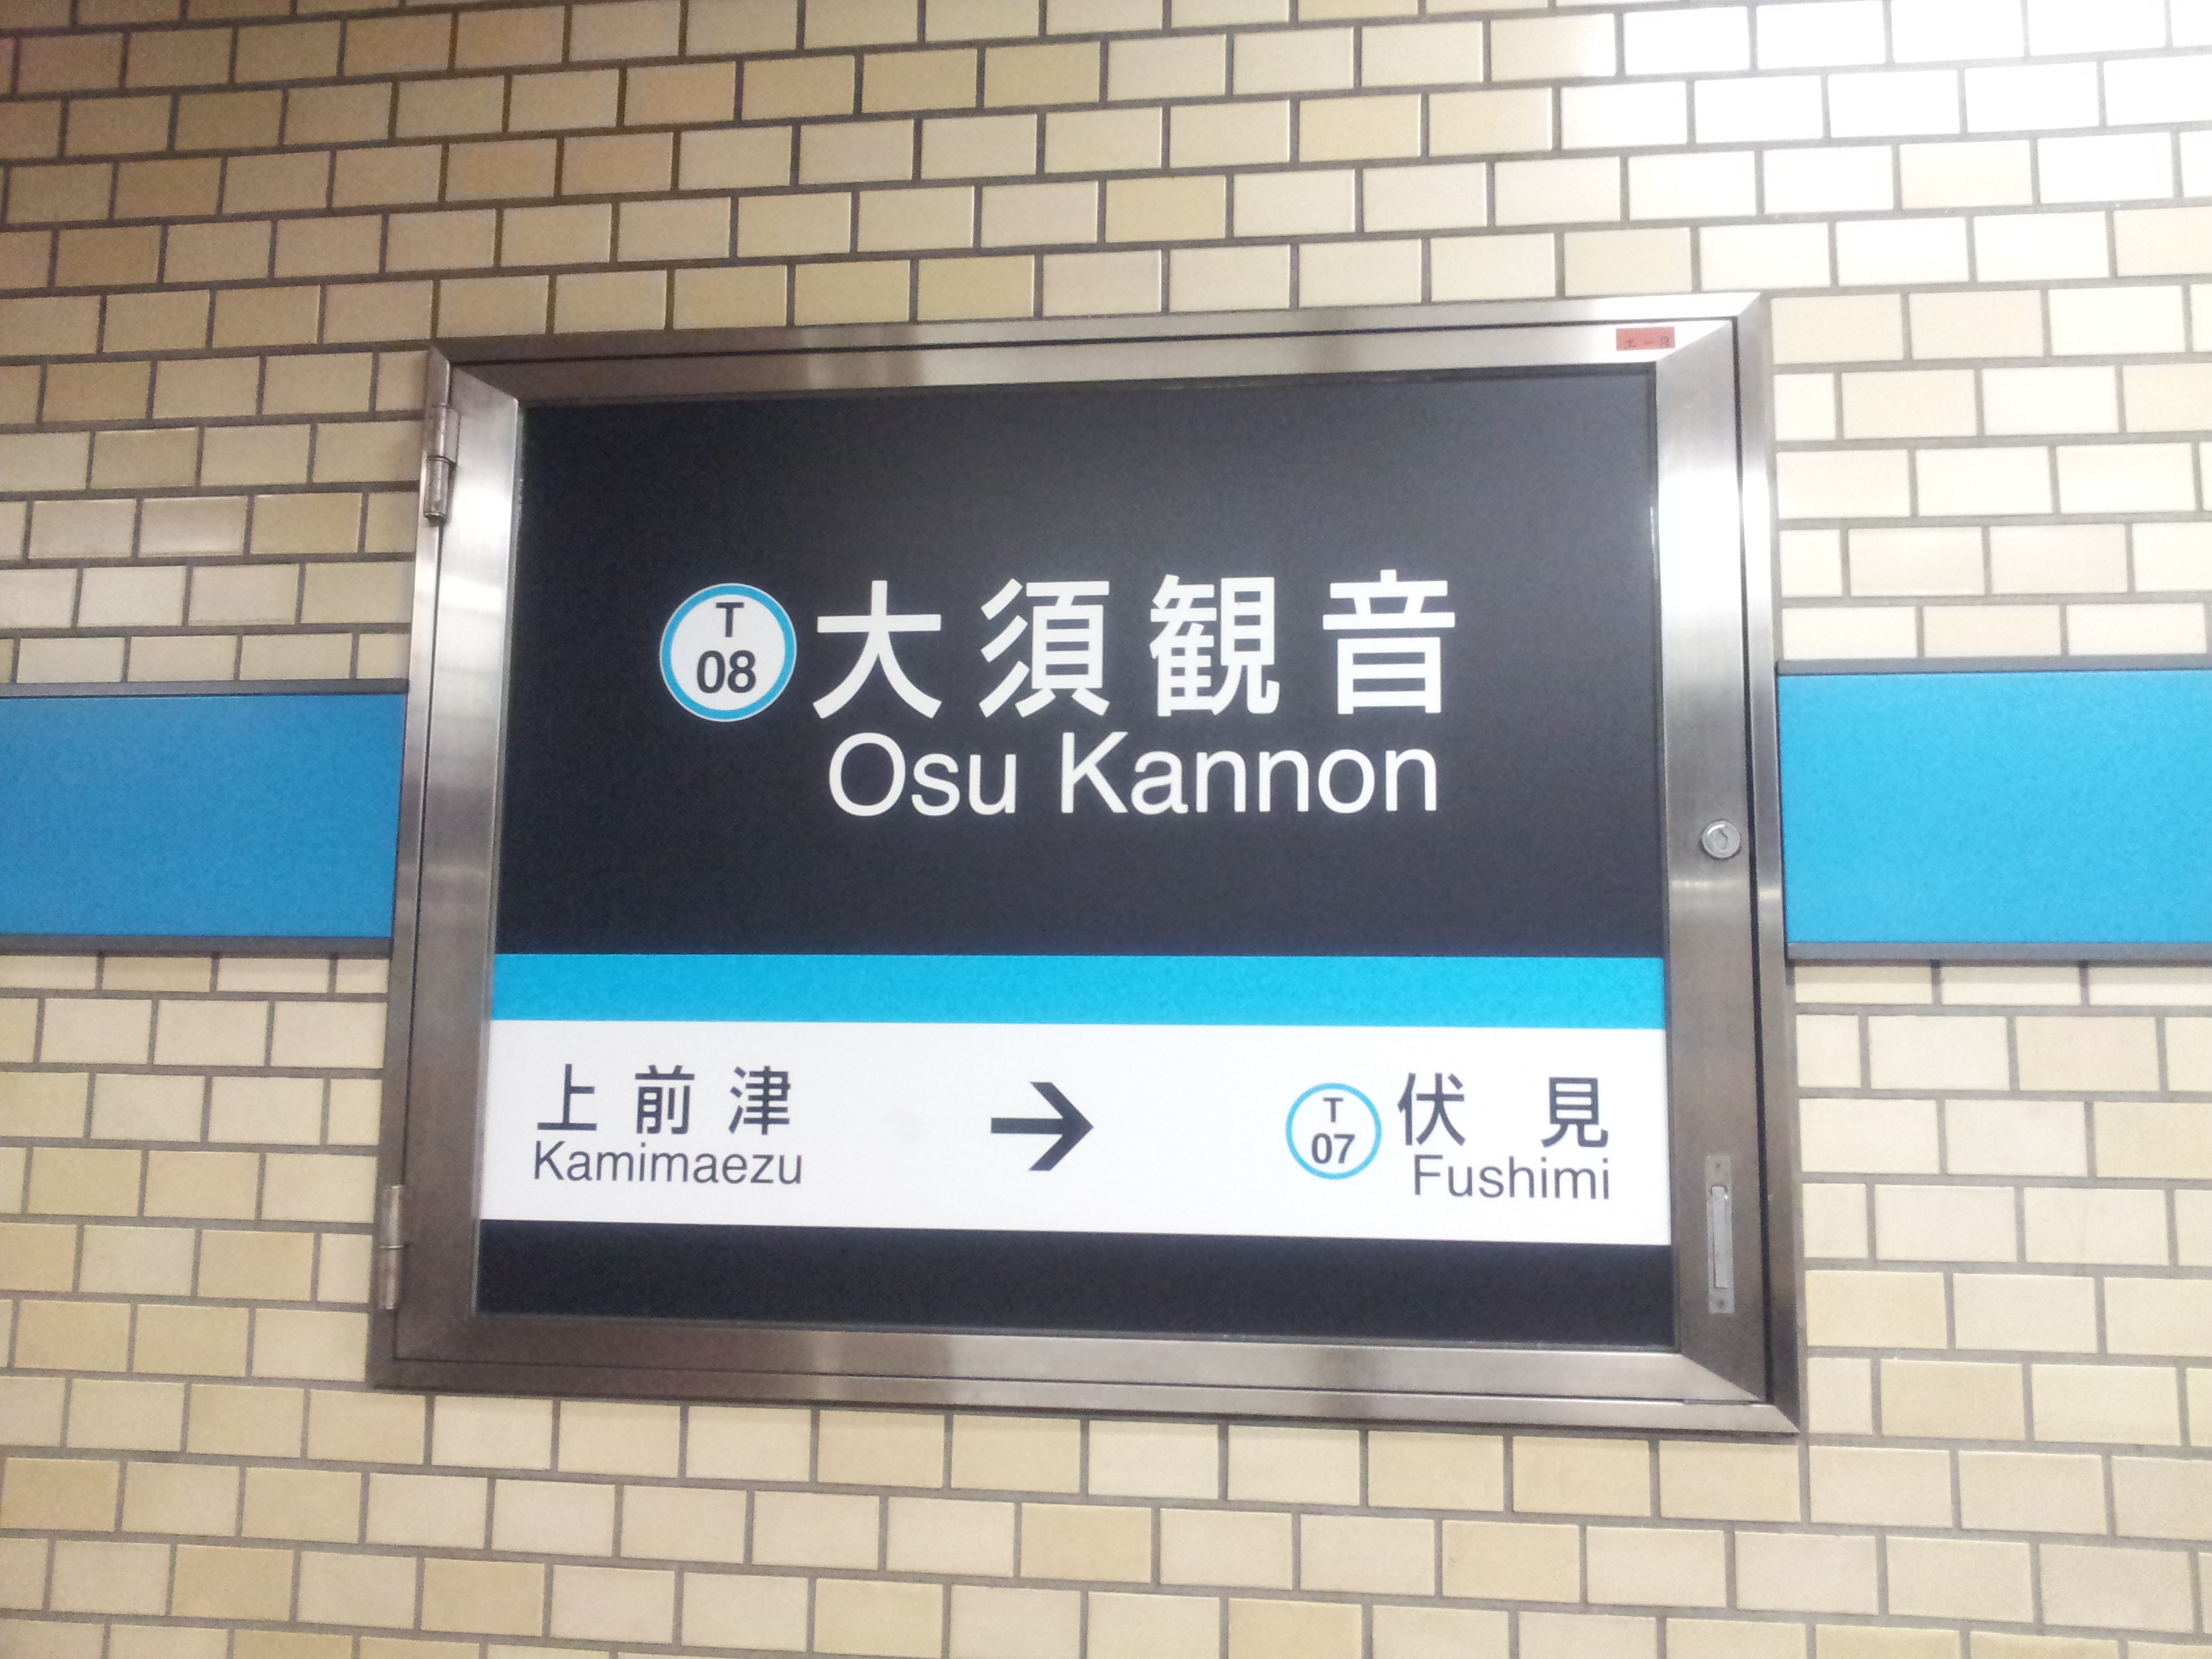 T
08
大須観音
Osu Kannon
上前津
Kamimaezu
→
T
07
伏見
Fushimi